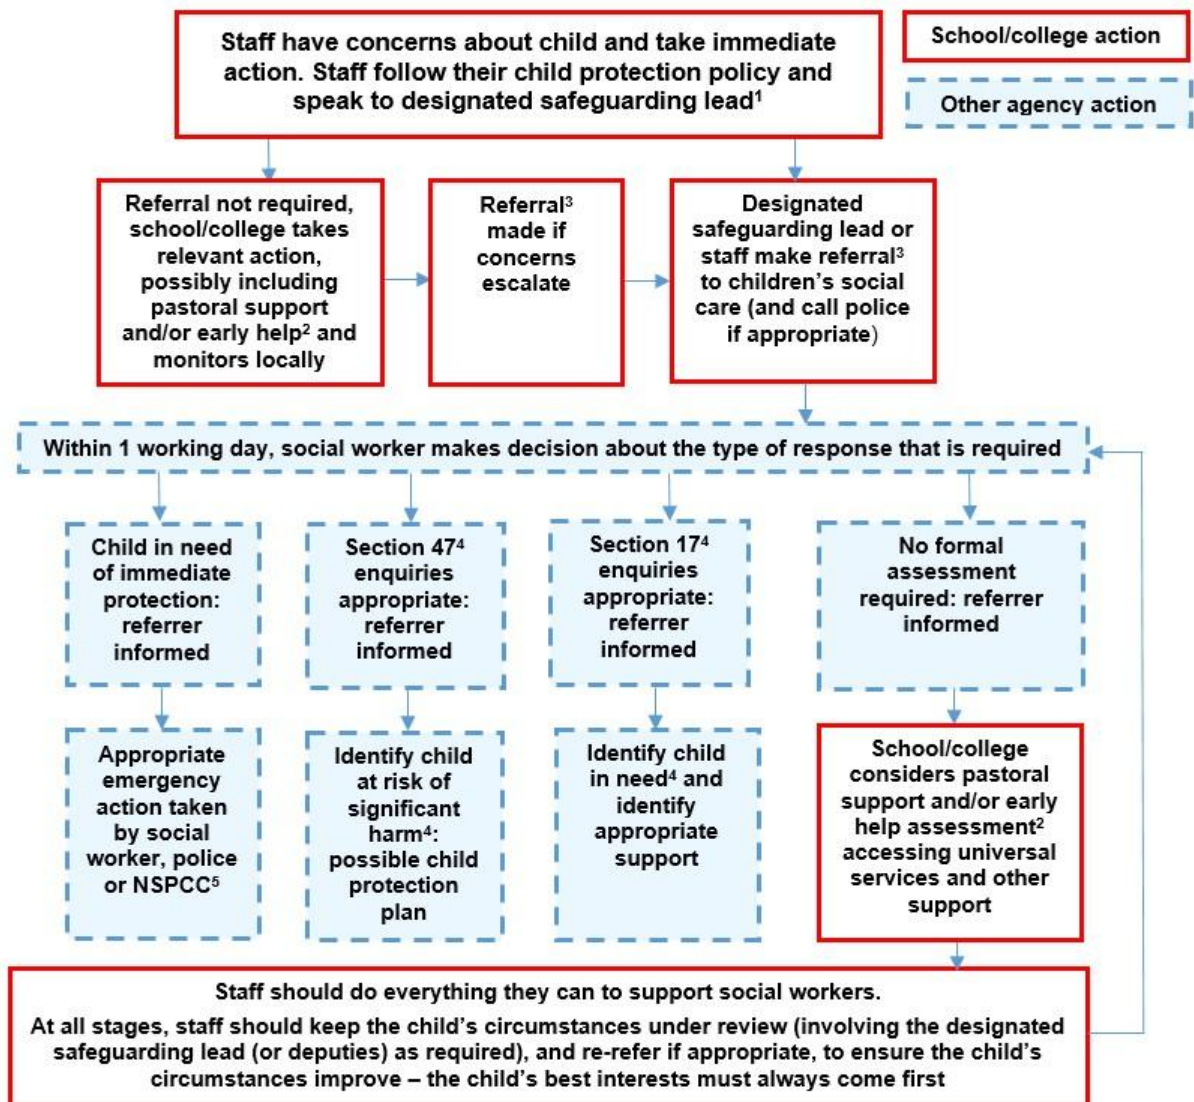 Staff have concerns about child and take immediate
action. Staff follow their child protection policy and
speak to designated safeguarding lead¹
School/college action
Other agency action
Referral not required,
school/college takes
relevant action,
possibly including
pastoral support
and/or early help² and
monitors locally
Referral³
made if
concerns
escalate
Designated
safeguarding lead or
staff make referral³
to children’s social
care (and call police
if appropriate)
Within 1 working day, social worker makes decision about the type of response that is required
Child in need
of immediate
protection:
referrer
informed
Section 47⁴
enquiries
appropriate:
referrer
informed
Section 17⁴
enquiries
appropriate:
referrer
informed
No formal
assessment
required: referrer
informed
Appropriate
emergency
action taken
by social
worker, police
or NSPCC⁵
Identify child
at risk of
significant
harm⁴:
possible child
protection
plan
Identify child
in need⁴ and
identify
appropriate
support
School/college
considers pastoral
support and/or early
help assessment²
accessing universal
services and other
support
Staff should do everything they can to support social workers.
At all stages, staff should keep the child’s circumstances under review (involving the designated
safeguarding lead (or deputies) as required), and re-refer if appropriate, to ensure the child’s
circumstances improve – the child’s best interests must always come first